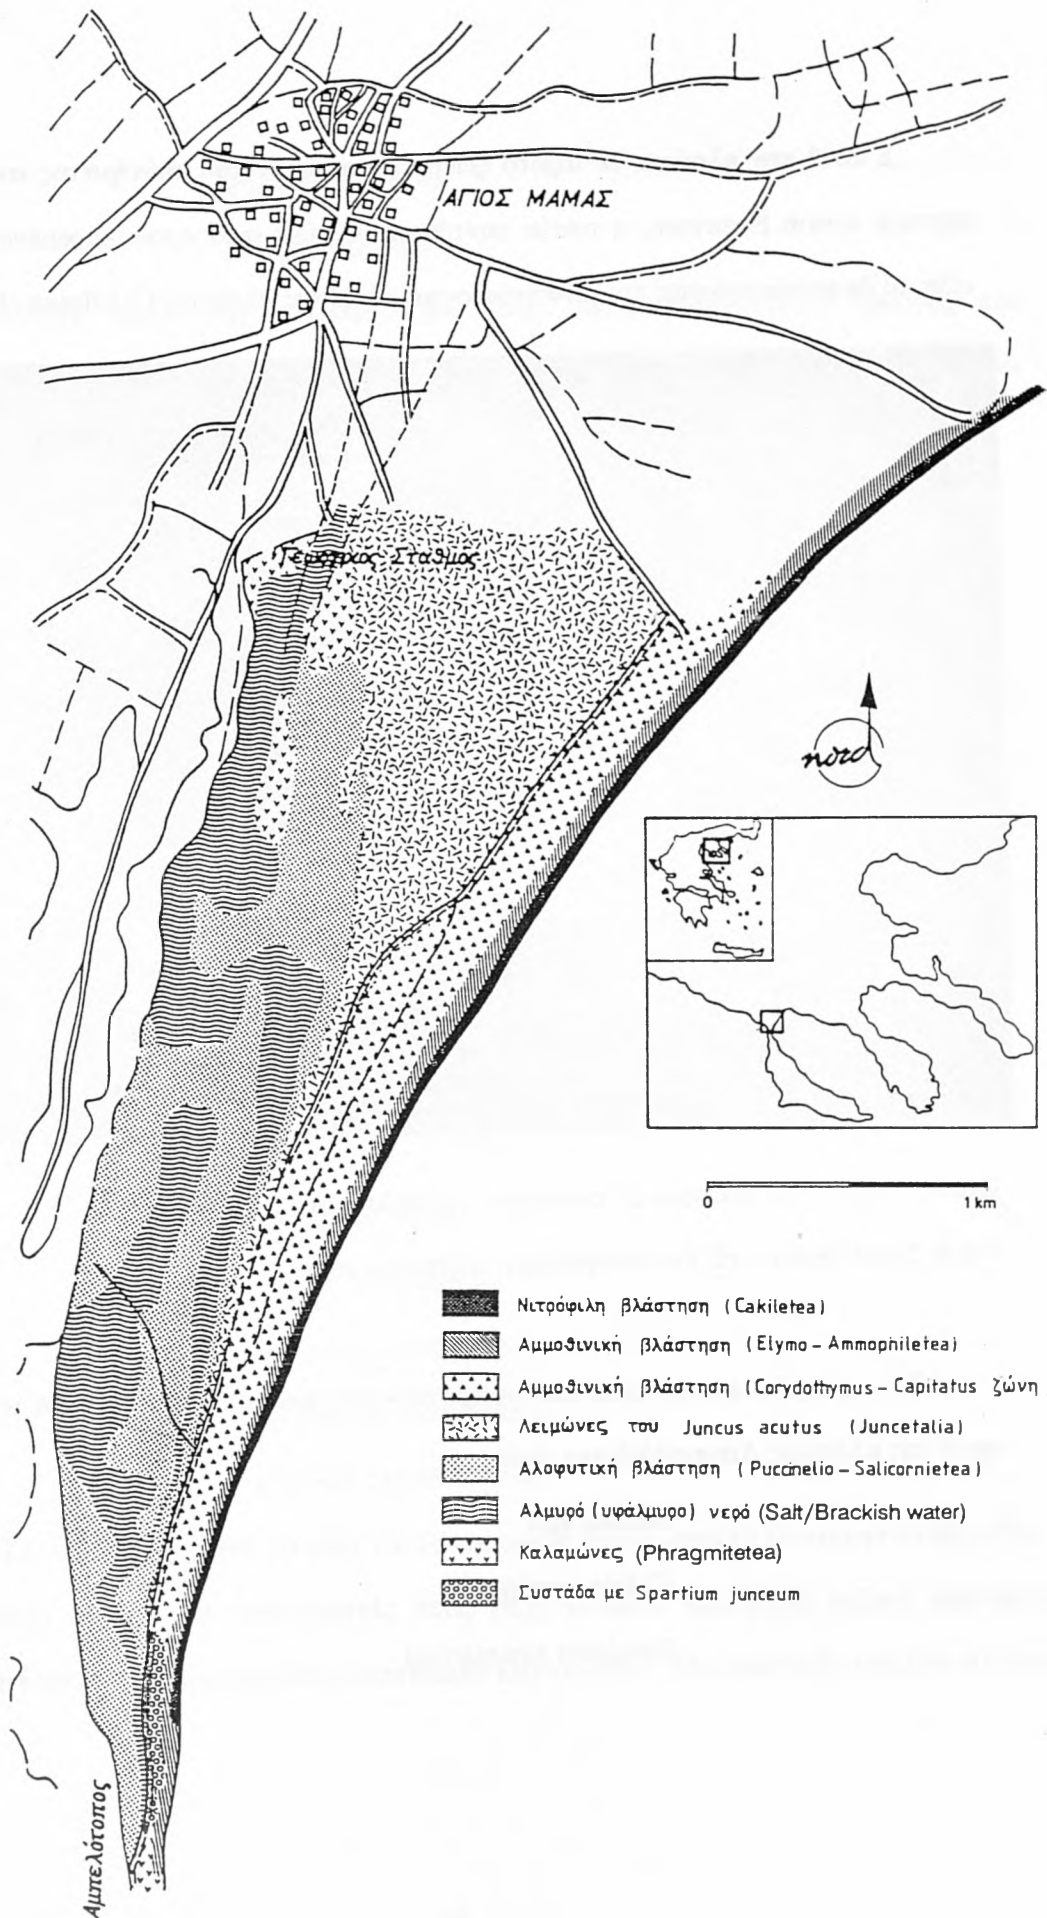 ΑΓΙΟΣ ΜΑΜΑΣ
Σταθμος
nord
0 1 km
Νιτρόφιλη βλάστηση (Cakiletea)
Αμμοθινική βλάστηση (Elymo - Ammophiletea)
Αμμοθινική βλάστηση (Corydothymus - Capitatus ζώνη
Λειμώνες του Juncus acutus (Juncetalia)
Αλοφυτική βλάστηση (Puccinelio - Salicornietea)
Αλμυρό (υφάλμυρο) νερό (Salt/Brackish water)
Καλαμώνες (Phragmitetea)
Συστάδα με Spartium junceum
Αμπελότοπος